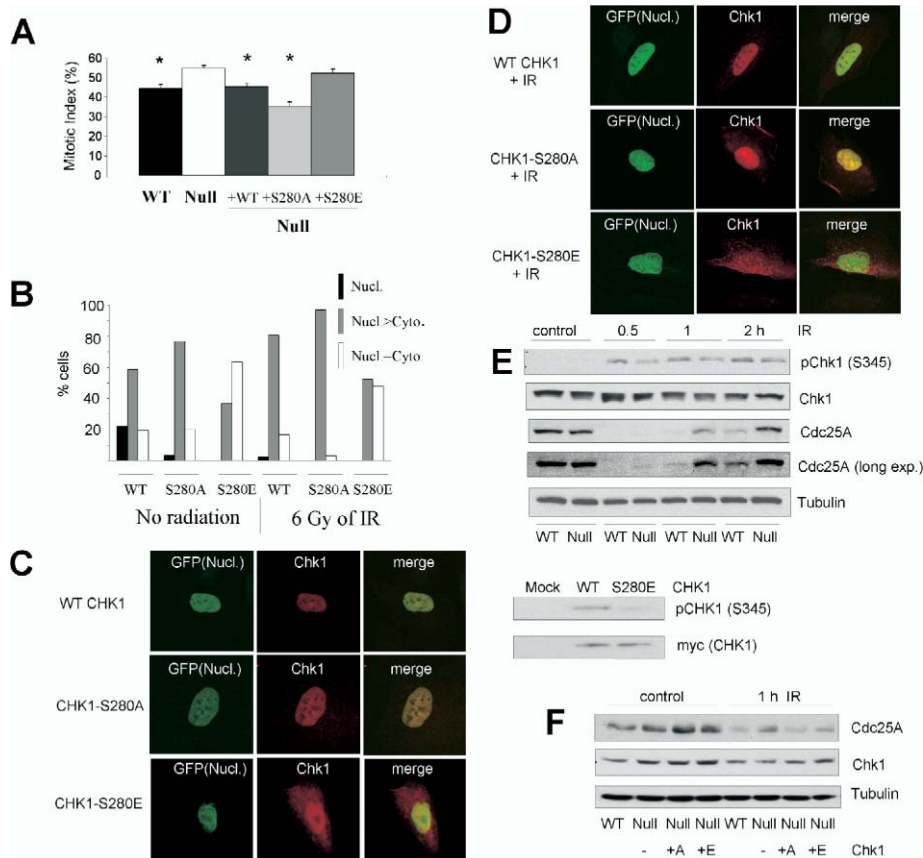 A
Mitotic Index (%)
60
50
40
30
20
10
0
* * *
WT Null +WT +S280A +S280E
Null
B
% cells
100
80
60
40
20
Nucl.
Nucl >Cyto.
Nucl =Cyto
WT S280A S280E WT S280A S280E
No radiation 6 Gy of IR
C
GFP(Nucl.) Chk1 merge
WT CHK1
GFP(Nucl.) Chk1 merge
CHK1-S280A
GFP(Nucl.) Chk1 merge
CHK1-S280E
D
GFP(Nucl.) Chk1 merge
WT CHK1
+ IR
GFP(Nucl.) Chk1 merge
CHK1-S280A
+ IR
GFP(Nucl.) Chk1 merge
CHK1-S280E
+ IR
E
control 0.5 1 2 h IR
pChk1 (S345)
Chk1
Cdc25A
Cdc25A (long exp.)
Tubulin
WT Null WT Null WT Null WT Null
Mock WT S280E CHK1
pCHK1 (S345)
myc (CHK1)
F
control 1 h IR
Cdc25A
Chk1
Tubulin
WT Null Null Null WT Null Null Null
- +A +E - +A +E Chk1